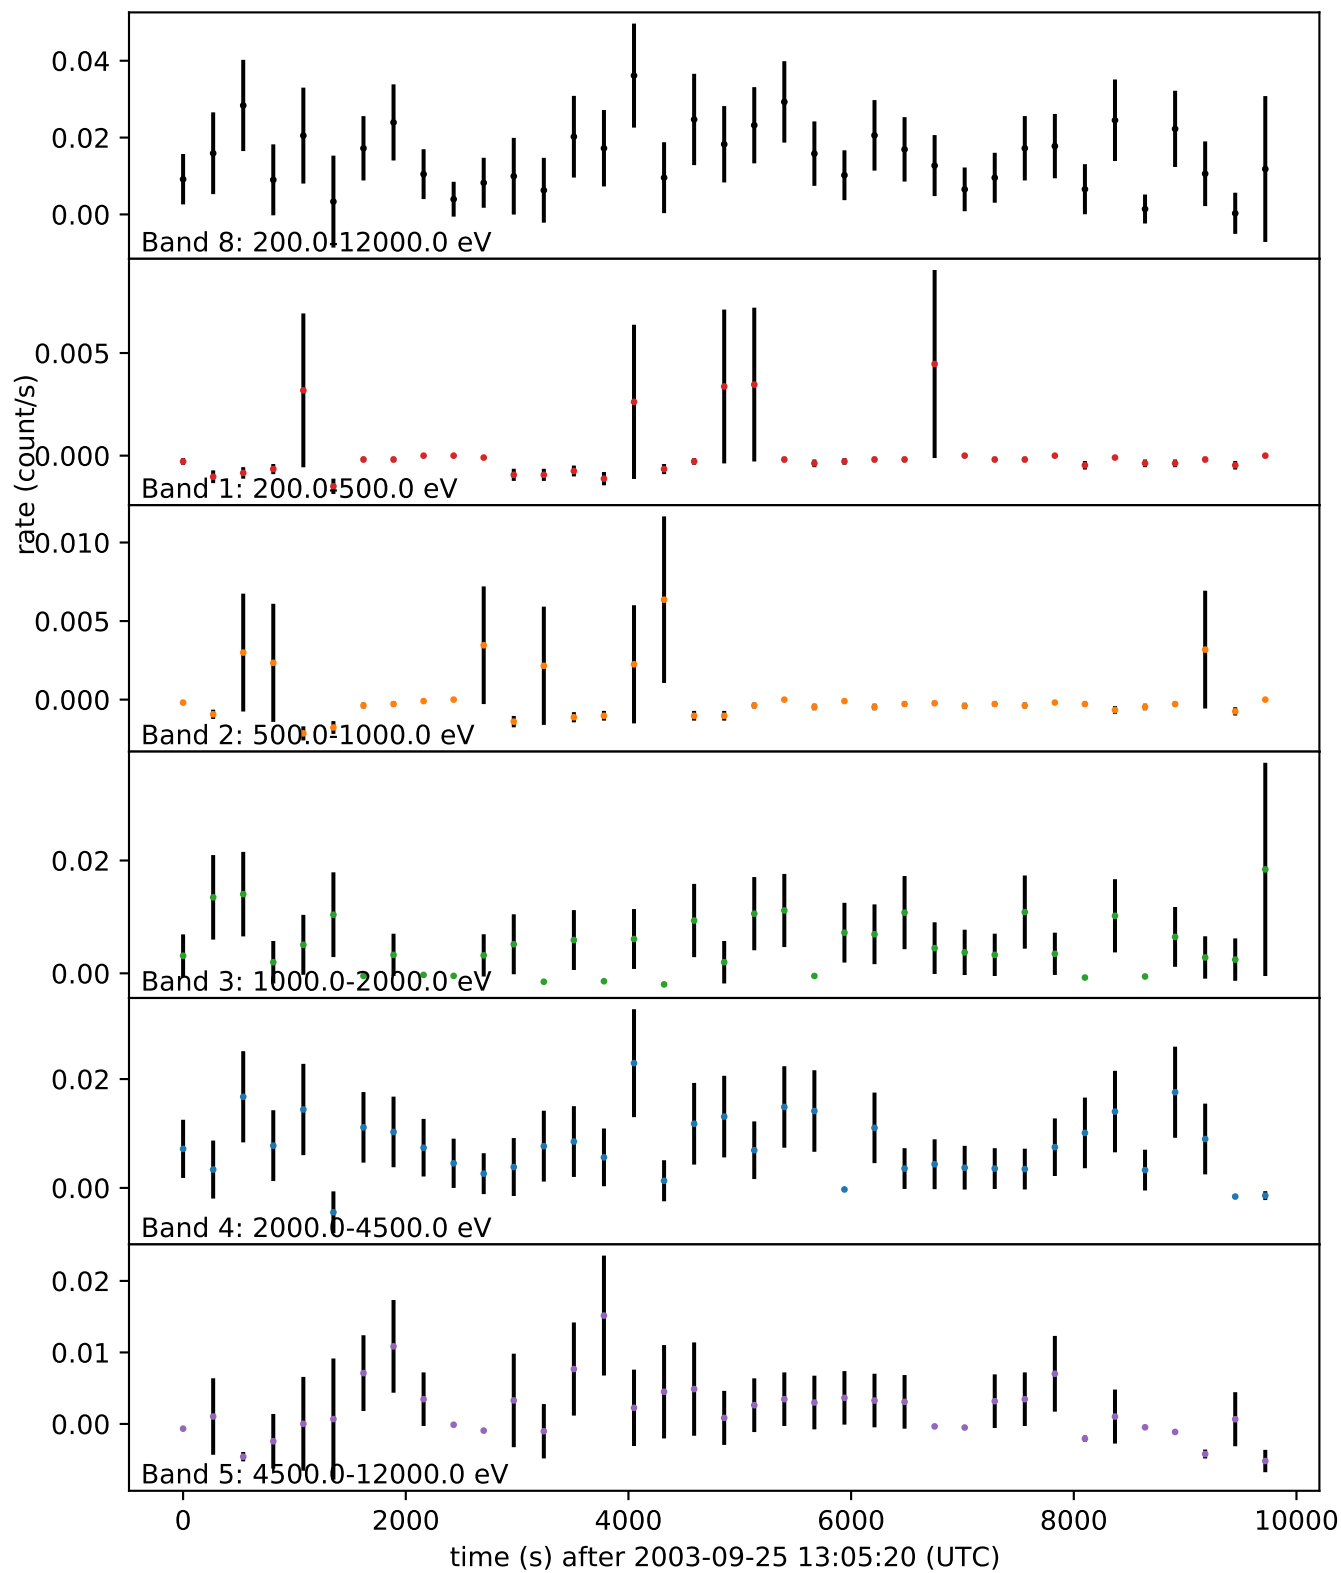 0.04
0.02
0.00
Band 8: 200.0-12000.0 eV
0.005
0.000
Band 1: 200.0-500.0 eV
rate (count/s)
0.010
0.005
0.000
Band 2: 500.0-1000.0 eV
0.02
0.00
Band 3: 1000.0-2000.0 eV
0.02
0.00
Band 4: 2000.0-4500.0 eV
0.02
0.01
0.00
Band 5: 4500.0-12000.0 eV
0 2000 4000 6000 8000 10000
time (s) after 2003-09-25 13:05:20 (UTC)